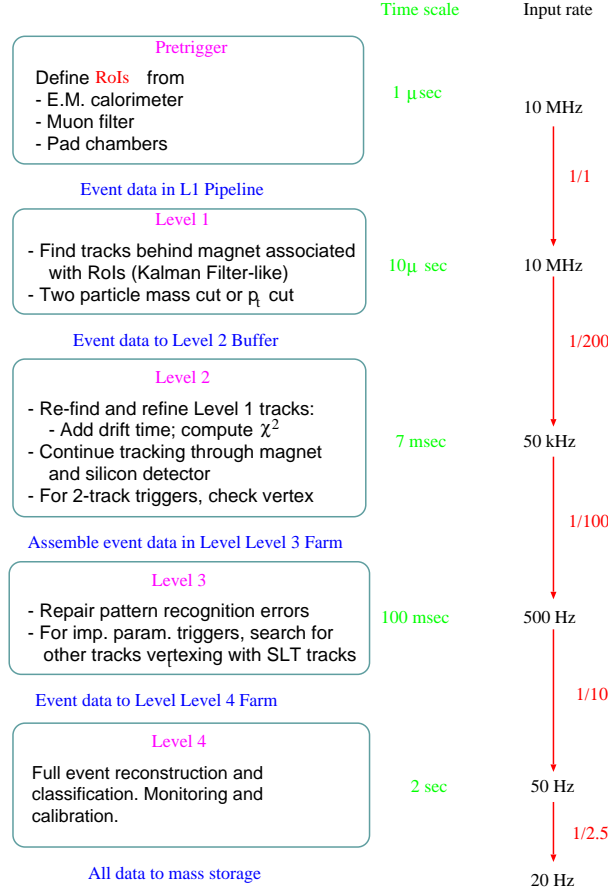 Time scale
Input rate
Pretrigger
Define RoIs from
- E.M. calorimeter
- Muon filter
- Pad chambers
1 μsec
10 MHz
1/1
Event data in L1 Pipeline
Level 1
- Find tracks behind magnet associated
with RoIs (Kalman Filter-like)
- Two particle mass cut or pt cut
10μ sec
10 MHz
1/200
Event data to Level 2 Buffer
Level 2
- Re-find and refine Level 1 tracks:
- Add drift time; compute χ²
- Continue tracking through magnet
and silicon detector
- For 2-track triggers, check vertex
7 msec
50 kHz
1/100
Assemble event data in Level Level 3 Farm
Level 3
- Repair pattern recognition errors
- For imp. param. triggers, search for
other tracks vertexing with SLT tracks
t
100 msec
500 Hz
1/10
Event data to Level Level 4 Farm
Level 4
Full event reconstruction and
classification. Monitoring and
calibration.
2 sec
50 Hz
1/2.5
All data to mass storage
20 Hz